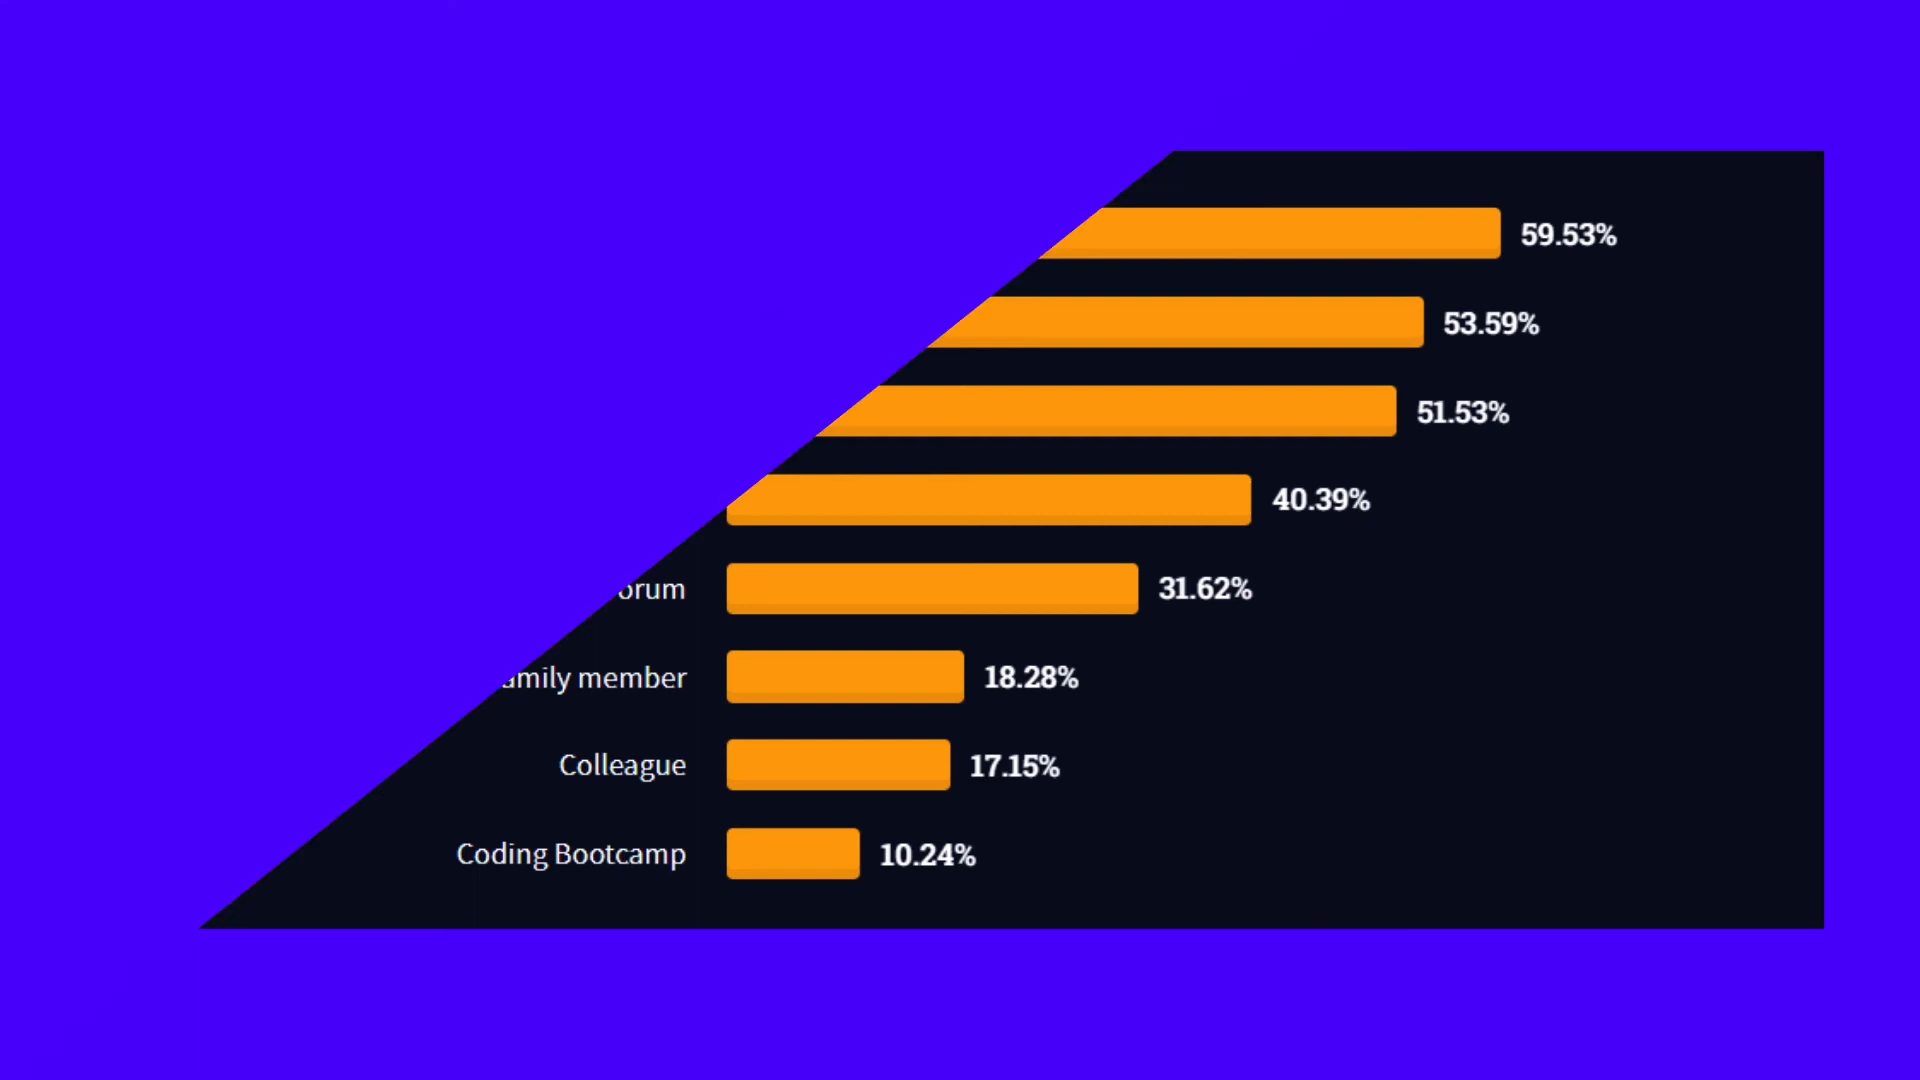 59.53%
53.59%
51.53%
40.39%
orum 31.62%
amily member 18.28%
Colleague 17.15%
Coding Bootcamp 10.24%